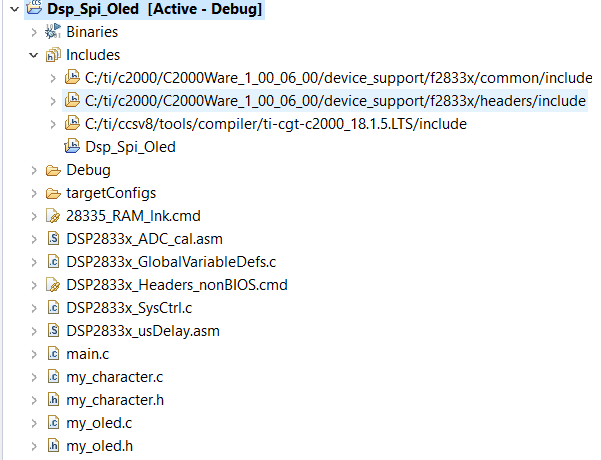 Dsp_Spi_Oled [Active - Debug]
Binaries
Includes
C:/ti/c2000/C2000Ware_1_00_06_00/device_support/f2833x/common/include
C:/ti/c2000/C2000Ware_1_00_06_00/device_support/f2833x/headers/include
C:/ti/ccsv8/tools/compiler/ti-cgt-c2000_18.1.5.LTS/include
Dsp_Spi_Oled
Debug
targetConfigs
28335_RAM_lnk.cmd
DSP2833x_ADC_cal.asm
DSP2833x_GlobalVariableDefs.c
DSP2833x_Headers_nonBIOS.cmd
DSP2833x_SysCtrl.c
DSP2833x_usDelay.asm
main.c
my_character.c
my_character.h
my_oled.c
my_oled.h